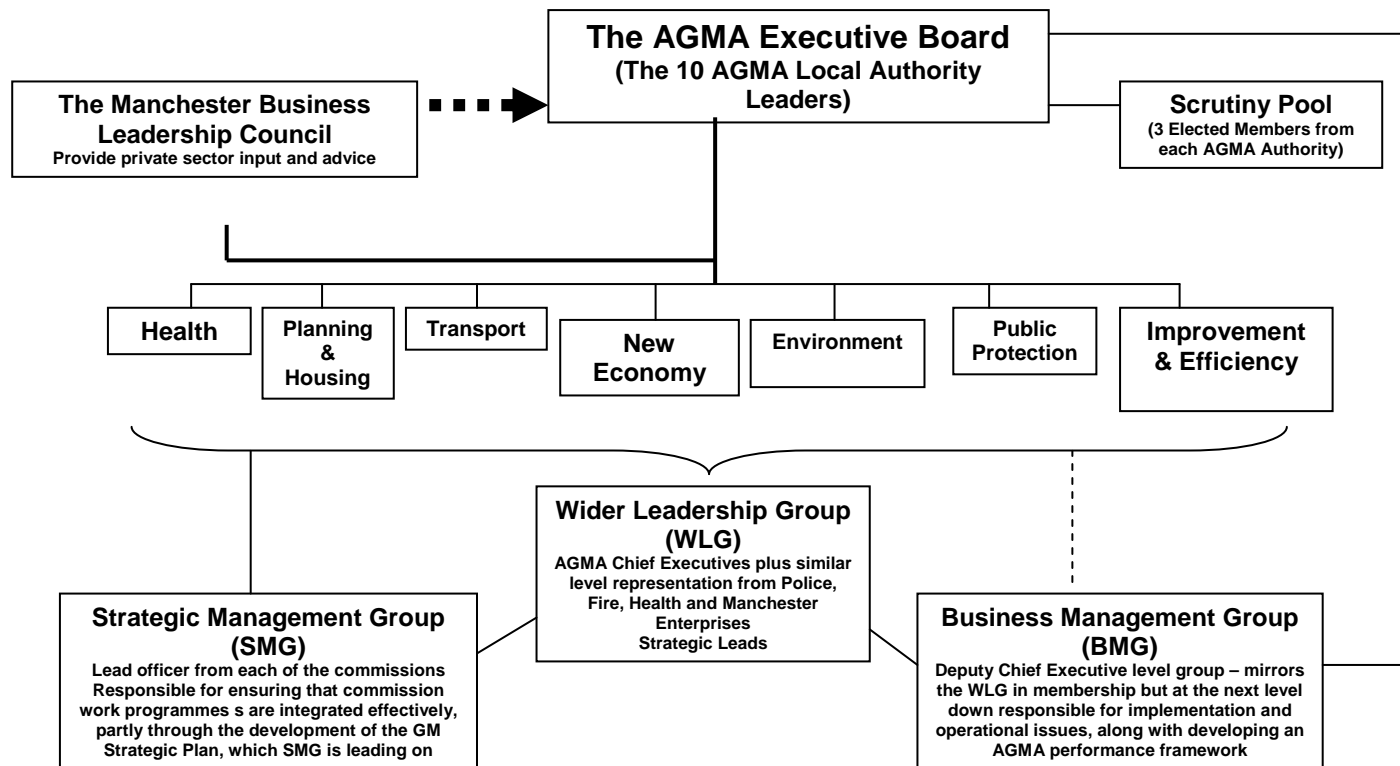 The AGMA Executive Board
(The 10 AGMA Local Authority
Leaders)
The Manchester Business
Leadership Council
Provide private sector input and advice
Scrutiny Pool
(3 Elected Members from
each AGMA Authority)
Health
Planning
&
Housing
Transport
New
Economy
Environment
Public
Protection
Improvement
& Efficiency
Wider Leadership Group
(WLG)
AGMA Chief Executives plus similar
level representation from Police,
Fire, Health and Manchester
Enterprises
Strategic Leads
Strategic Management Group
(SMG)
Lead officer from each of the commissions
Responsible for ensuring that commission
work programmes s are integrated effectively,
partly through the development of the GM
Strategic Plan, which SMG is leading on
Business Management Group
(BMG)
Deputy Chief Executive level group – mirrors
the WLG in membership but at the next level
down responsible for implementation and
operational issues, along with developing an
AGMA performance framework